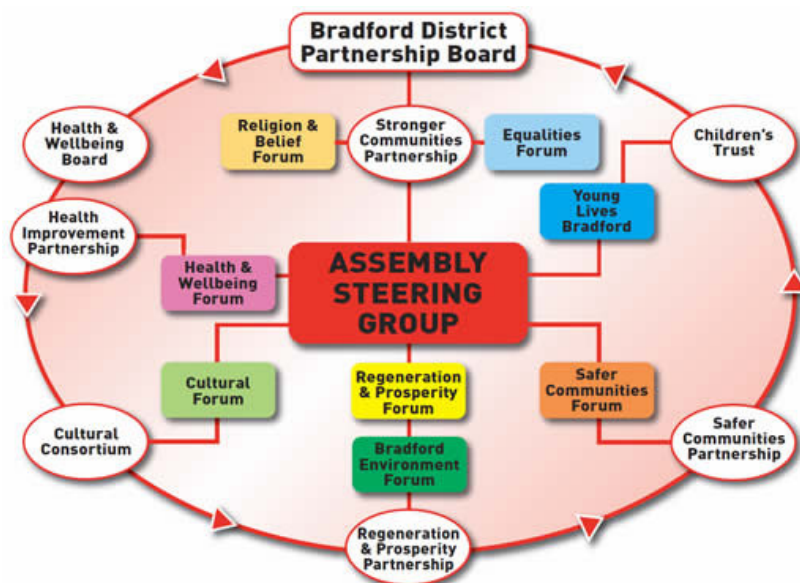 Bradford District
Partnership Board
Health &
Wellbeing
Board
Religion &
Belief
Forum
Stronger
Communities
Partnership
Equalities
Forum
Children's
Trust
Health
Improvement
Partnership
Young
Lives
Bradford
Health &
Wellbeing
Forum
ASSEMBLY
STEERING
GROUP
Cultural
Forum
Regeneration
& Prosperity
Forum
Safer
Communities
Forum
Cultural
Consortium
Bradford
Environment
Forum
Safer
Communities
Partnership
Regeneration
& Prosperity
Partnership